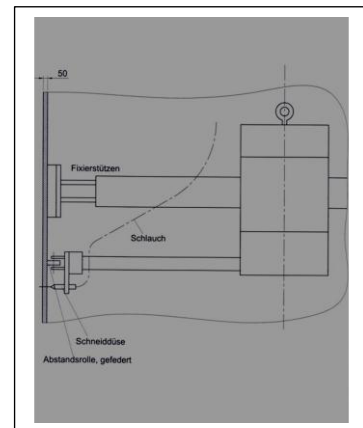 50
Fixierstützen
Schlauch
Schneiddüse
Abstandsrolle, gefedert